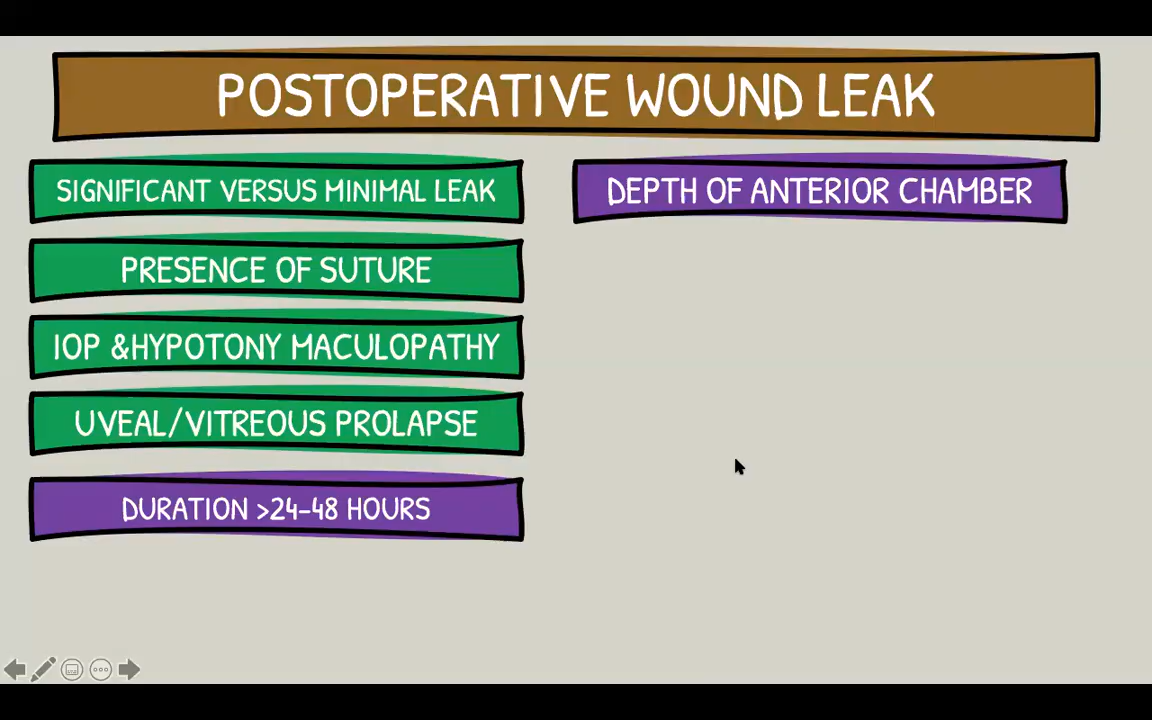 POSTOPERATIVE WOUND LEAK
SIGNIFICANT VERSUS MINIMAL LEAK
PRESENCE OF SUTURE
IOP &HYPOTONY MACULOPATHY
UVEAL/VITREOUS PROLAPSE
DURATION >24-48 HOURS
DEPTH OF ANTERIOR CHAMBER